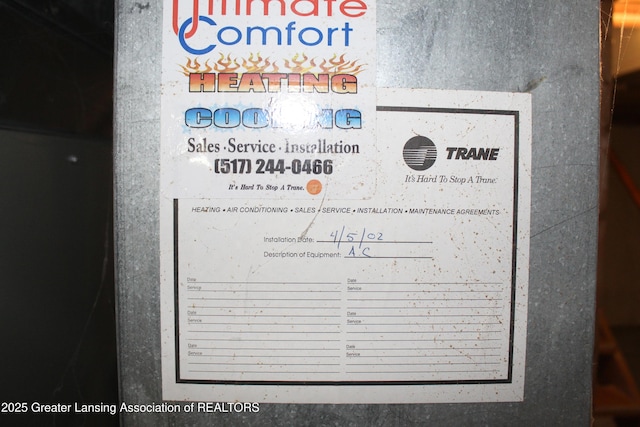 Ultimate
Comfort
HEATING
COOLING
Sales · Service · Installation
(517) 244-0466
It's Hard To Stop A Trane.
TRANE
It's Hard To Stop A Trane.
HEATING • AIR CONDITIONING • SALES • SERVICE • INSTALLATION • MAINTENANCE AGREEMENTS
Installation Date: 4/5/02
Description of Equipment: A.C
Date Date
Service Service
Date Date
Service Service
Date Date
Service Service
2025 Greater Lansing Association of REALTORS